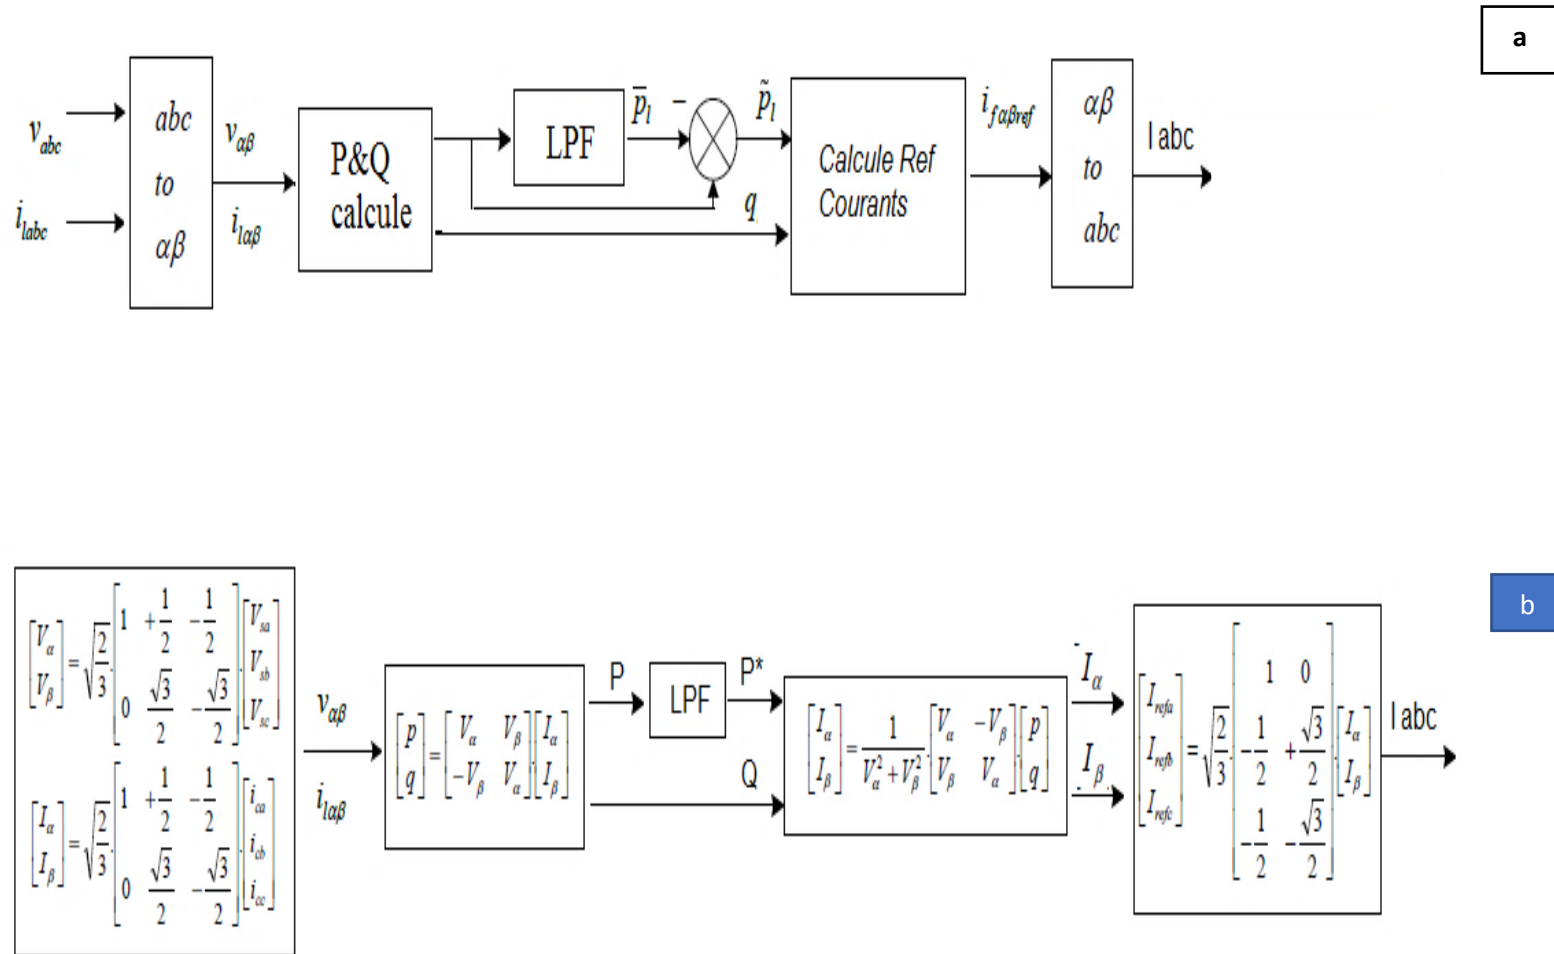 a
v_abc
i_labc
abc
to
αβ
v_αβ
i_lαβ
P&Q
calcule
LPF
p̄_l
−
p̃_l
q
Calcule Ref
Courants
i_fαβref
αβ
to
abc
I abc
b
[V_α; V_β] = √(2/3) . [1 +1/2 −1/2; 0 √3/2 −√3/2] . [V_sa; V_sb; V_sc]
[I_α; I_β] = √(2/3) . [1 +1/2 −1/2; 0 √3/2 −√3/2] . [i_ca; i_cb; i_cc]
v_αβ
i_lαβ
[p; q] = [V_α V_β; −V_β V_α] . [I_α; I_β]
P
LPF
P*
Q
[I_α; I_β] = 1/(V_α² + V_β²) . [V_α −V_β; V_β V_α] . [p; q]
I_α
I_β
[I_refa; I_refb; I_refc] = √(2/3) . [1 0; −1/2 +√3/2; −1/2 −√3/2] . [I_α; I_β]
I abc